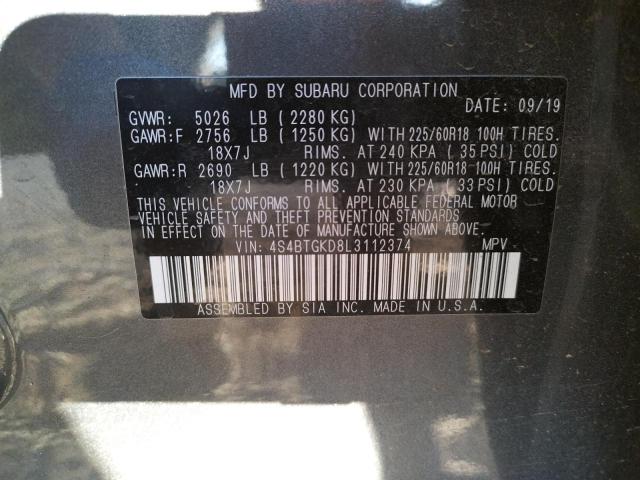 MFD BY SUBARU CORPORATION
DATE: 09/19
GVWR: 5026 LB (2280 KG)
GAWR:F 2756 LB (1250 KG) WITH 225/60R18 100H TIRES.
18X7J RIMS. AT 240 KPA (35 PSI) COLD
GAWR:R 2690 LB (1220 KG) WITH 225/60R18 100H TIRES.
18X7J RIMS. AT 230 KPA (33 PSI) COLD
THIS VEHICLE CONFORMS TO ALL APPLICABLE FEDERAL MOTOR
VEHICLE SAFETY AND THEFT PREVENTION STANDARDS
IN EFFECT ON THE DATE OF MANUFACTURE SHOWN ABOVE.
VIN: 4S4BTGKD8L3112374 MPV
ASSEMBLED BY SIA INC. MADE IN U.S.A.